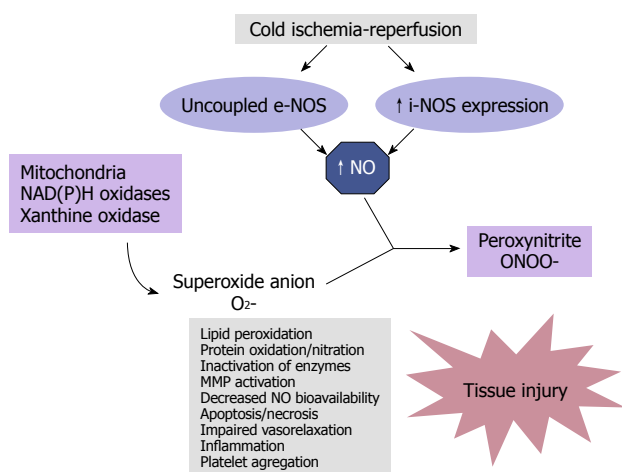 Cold ischemia-reperfusion
Uncoupled e-NOS
↑ i-NOS expression
↑ NO
Mitochondria
NAD(P)H oxidases
Xanthine oxidase
Peroxynitrite
ONOO-
Superoxide anion
O₂-
Lipid peroxidation
Protein oxidation/nitration
Inactivation of enzymes
MMP activation
Decreased NO bioavailability
Apoptosis/necrosis
Impaired vasorelaxation
Inflammation
Platelet agregation
Tissue injury